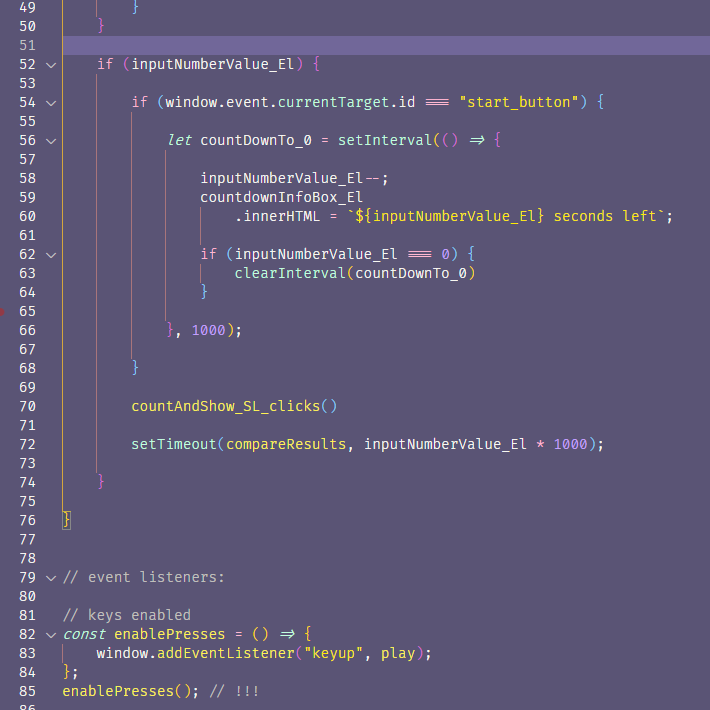 49 }
50 }
51
52 if (inputNumberValue_El) {
53
54 if (window.event.currentTarget.id === "start_button") {
55
56 let countDownTo_0 = setInterval(() => {
57
58 inputNumberValue_El--;
59 countdownInfoBox_El
60 .innerHTML = `${inputNumberValue_El} seconds left`;
61
62 if (inputNumberValue_El === 0) {
63 clearInterval(countDownTo_0)
64 }
65
66 }, 1000);
67
68 }
69
70 countAndShow_SL_clicks()
71
72 setTimeout(compareResults, inputNumberValue_El * 1000);
73
74 }
75
76 }
77
78
79 // event listeners:
80
81 // keys enabled
82 const enablePresses = () => {
83 window.addEventListener("keyup", play);
84 };
85 enablePresses(); // !!!
86